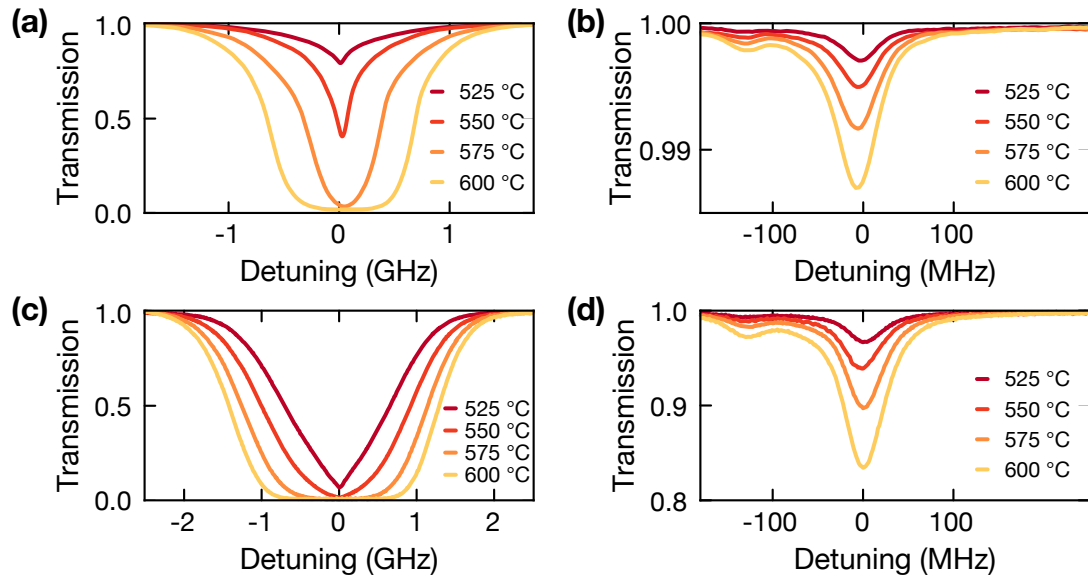 (a)
Transmission
1.0
0.5
0.0
525 °C
550 °C
575 °C
600 °C
-1
0
1
Detuning (GHz)
(b)
Transmission
1.00
0.99
525 °C
550 °C
575 °C
600 °C
-100
0
100
Detuning (MHz)
(c)
Transmission
1.0
0.5
0.0
525 °C
550 °C
575 °C
600 °C
-2
-1
0
1
2
Detuning (GHz)
(d)
Transmission
1.0
0.9
0.8
525 °C
550 °C
575 °C
600 °C
-100
0
100
Detuning (MHz)